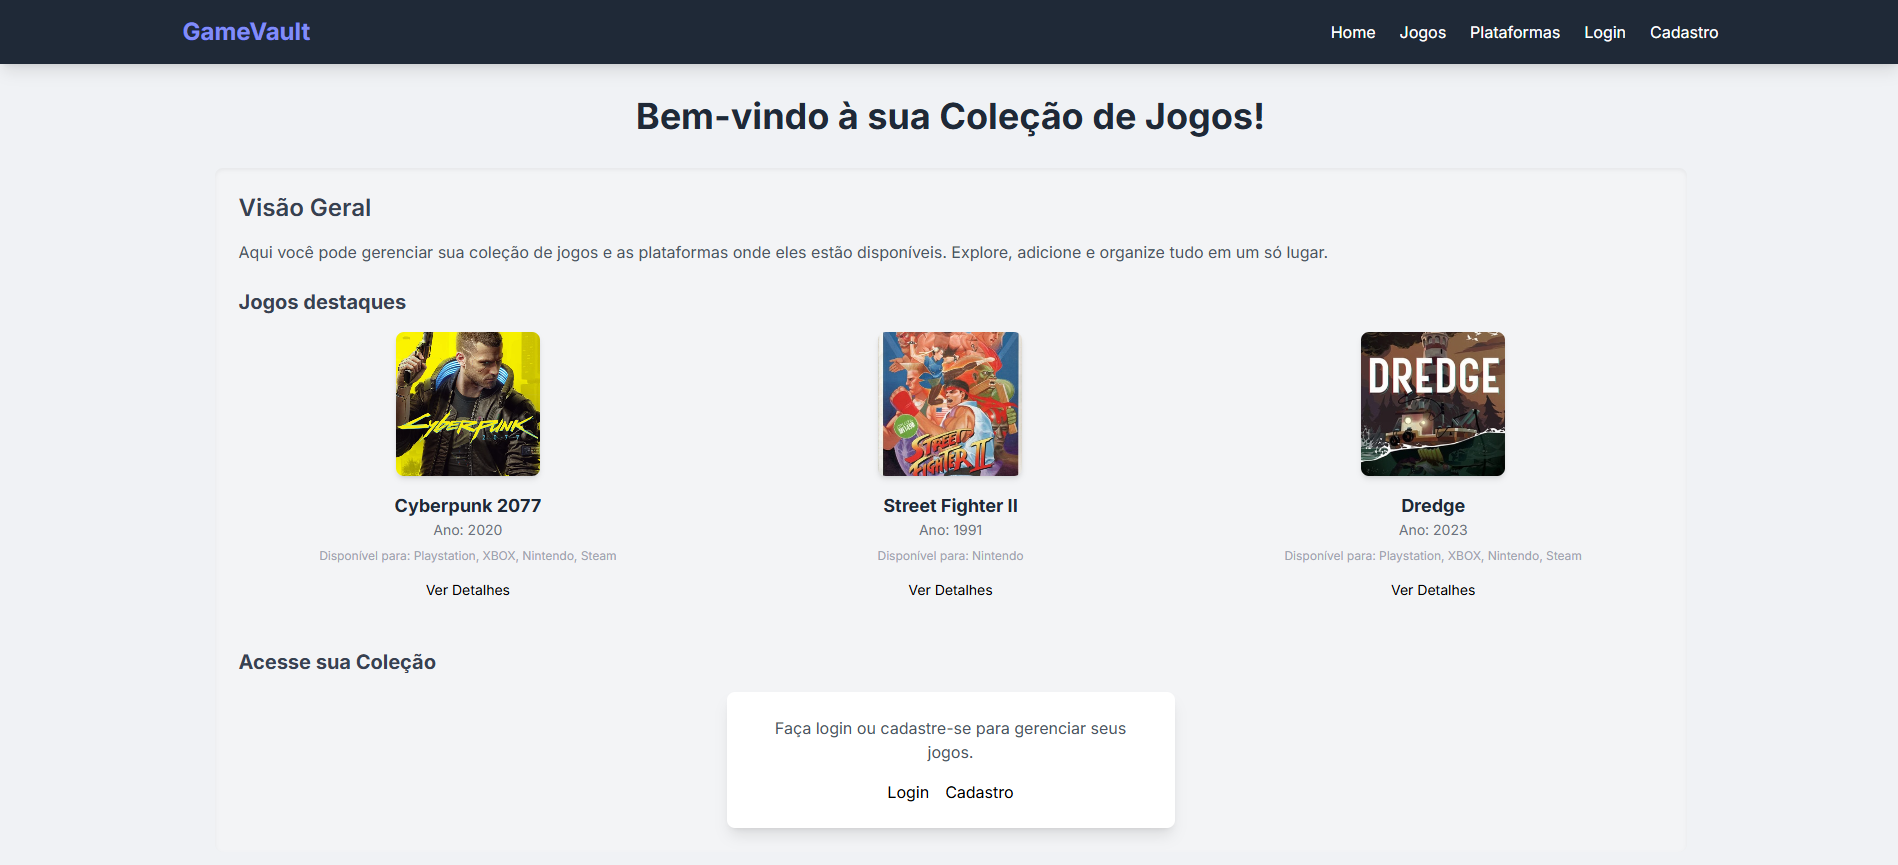 GameVault
Home Jogos Plataformas Login Cadastro
Bem-vindo à sua Coleção de Jogos!
Visão Geral
Aqui você pode gerenciar sua coleção de jogos e as plataformas onde eles estão disponíveis. Explore, adicione e organize tudo em um só lugar.
Jogos destaques
CYBERPUNK
2077
Cyberpunk 2077
Ano: 2020
Disponível para: Playstation, XBOX, Nintendo, Steam
Ver Detalhes
STREET
FIGHTER II
Street Fighter II
Ano: 1991
Disponível para: Nintendo
Ver Detalhes
DREDGE
Dredge
Ano: 2023
Disponível para: Playstation, XBOX, Nintendo, Steam
Ver Detalhes
Acesse sua Coleção
Faça login ou cadastre-se para gerenciar seus
jogos.
Login Cadastro